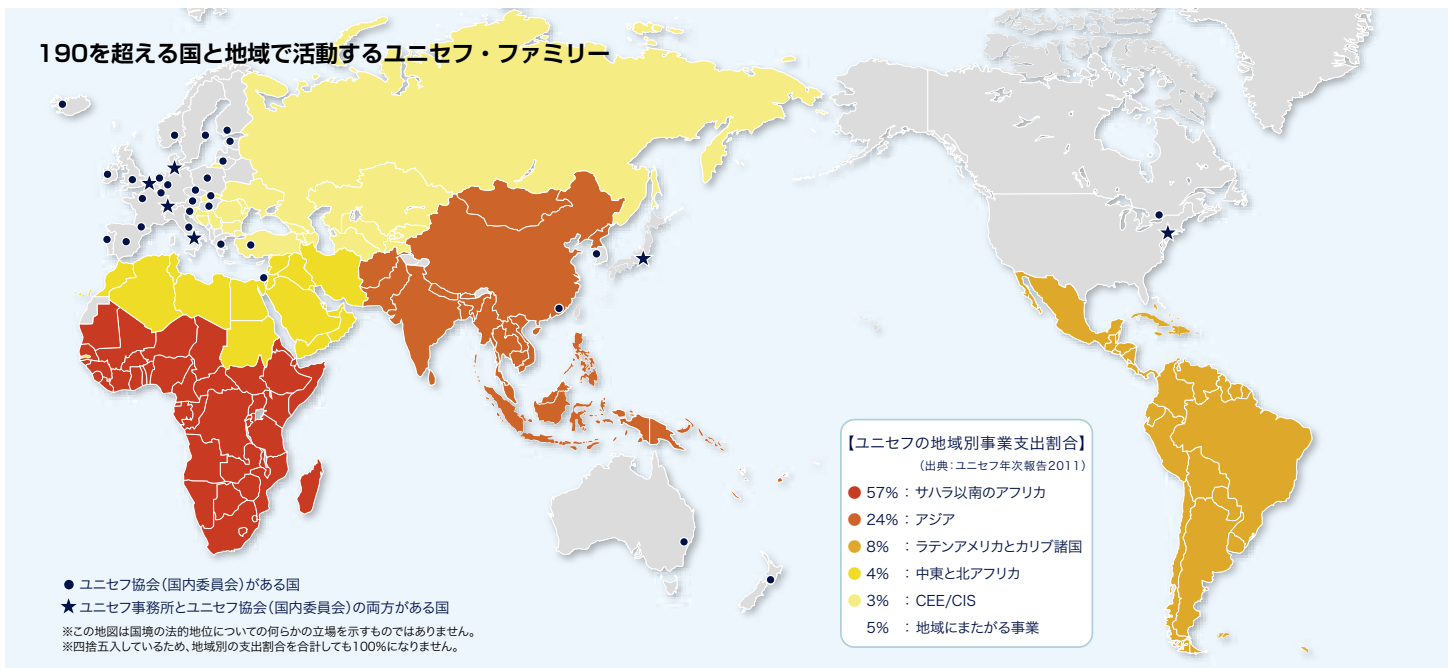 190を超える国と地域で活動するユニセフ・ファミリー
【ユニセフの地域別事業支出割合】
（出典：ユニセフ年次報告2011）
57% ： サハラ以南のアフリカ
24% ： アジア
8% ： ラテンアメリカとカリブ諸国
4% ： 中東と北アフリカ
3% ： CEE/CIS
5% ： 地域にまたがる事業
● ユニセフ協会（国内委員会）がある国
★ ユニセフ事務所とユニセフ協会（国内委員会）の両方がある国
※この地図は国境の法的地位についての何らかの立場を示すものではありません。
※四捨五入しているため、地域別の支出割合を合計しても100％になりません。